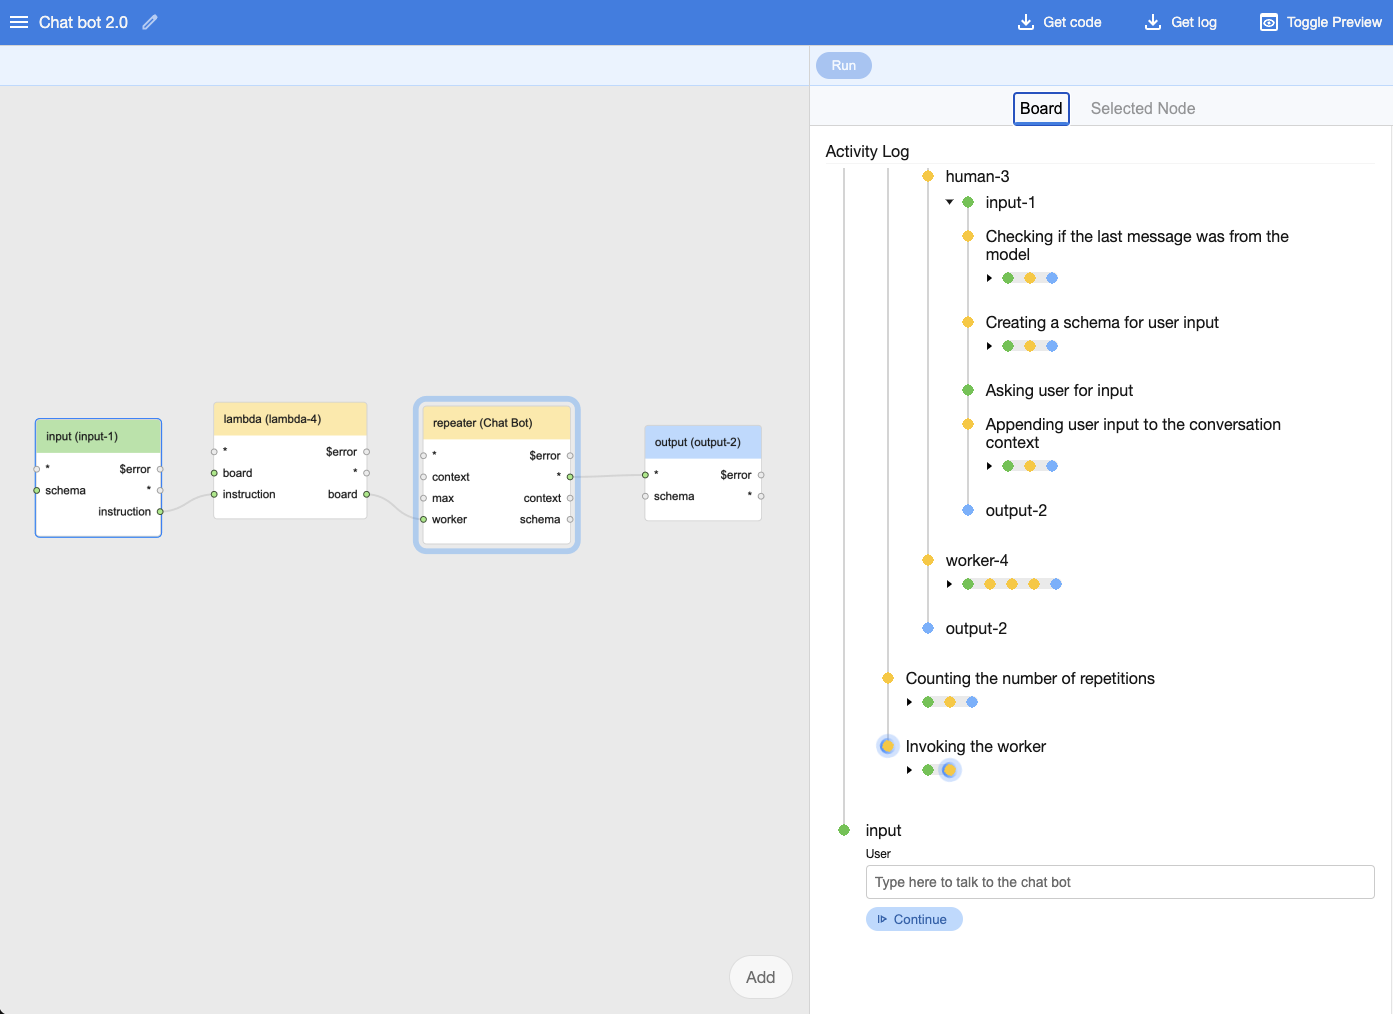 Chat bot 2.0
Get code
Get log
Toggle Preview
Run
Board
Selected Node
Activity Log
human-3
input-1
Checking if the last message was from the
model
Creating a schema for user input
Asking user for input
Appending user input to the conversation
context
output-2
worker-4
output-2
Counting the number of repetitions
Invoking the worker
input
User
Type here to talk to the chat bot
Continue
input (input-1)
* $error
schema *
instruction
lambda (lambda-4)
* $error
board *
instruction board
repeater (Chat Bot)
* $error
context *
max context
worker schema
output (output-2)
* $error
schema *
Add